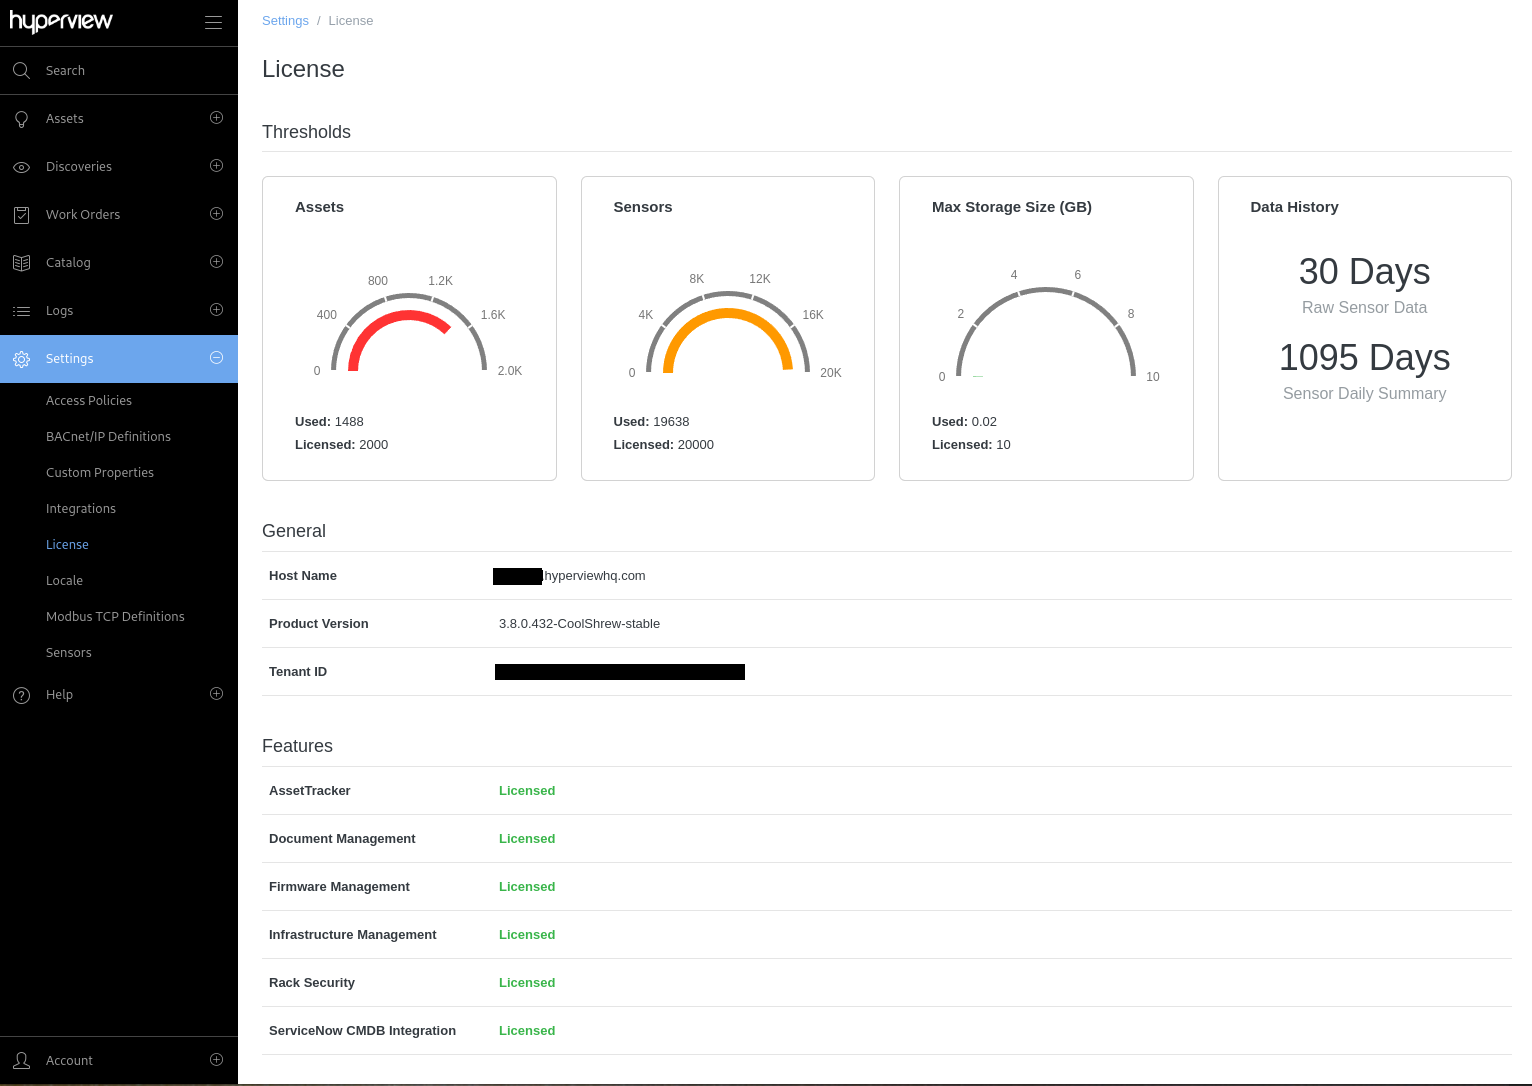 hyperview
Search
Assets
Discoveries
Work Orders
Catalog
Logs
Settings
Access Policies
BACnet/IP Definitions
Custom Properties
Integrations
License
Locale
Modbus TCP Definitions
Sensors
Help
Account
Settings / License
License
Thresholds
Assets
0 400 800 1.2K 1.6K 2.0K
Used: 1488
Licensed: 2000
Sensors
0 4K 8K 12K 16K 20K
Used: 19638
Licensed: 20000
Max Storage Size (GB)
0 2 4 6 8 10
Used: 0.02
Licensed: 10
Data History
30 Days
Raw Sensor Data
1095 Days
Sensor Daily Summary
General
Host Name hyperviewhq.com
Product Version 3.8.0.432-CoolShrew-stable
Tenant ID
Features
AssetTracker Licensed
Document Management Licensed
Firmware Management Licensed
Infrastructure Management Licensed
Rack Security Licensed
ServiceNow CMDB Integration Licensed